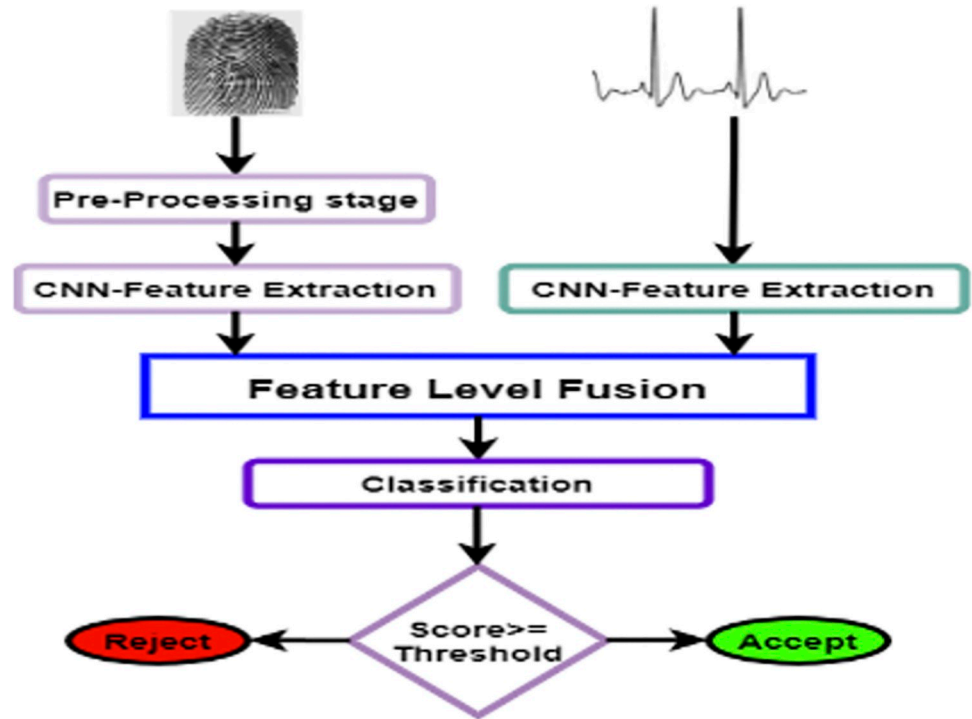 Pre-Processing stage
CNN-Feature Extraction
CNN-Feature Extraction
Feature Level Fusion
Classification
Score>=
Threshold
Reject
Accept